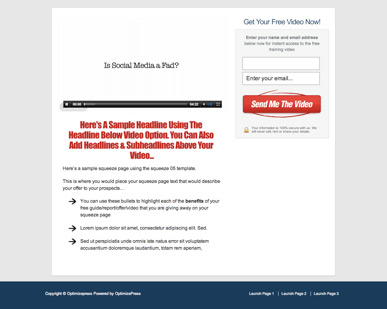 Get Your Free Video Now!
Is Social Media a Fad?
Enter your name and email address
below now for instant access to the free
training video
Enter your email...
Send Me The Video
Your information is 100% secure with us. We
will never sell, rent or share your details.
00:00
04:22
Here's A Sample Headline Using The
Headline Below Video Option. You Can Also
Add Headlines & Subheadlines Above Your
Video...
Here's a sample squeeze page using the squeeze 05 template.
This is where you would place your squeeze page text that would describe
your offer to your prospects...
You can use these bullets to highlight each of the benefits of your
free guide/report/offer/video that you are giving away on your
squeeze page
Lorem ipsum dolor sit amet, consectetur adipiscing elit. Sed.
Sed ut perspiciatis unde omnis iste natus error sit voluptatem
accusantium doloremque laudantium, totam rem aperiam,
Copyright © Optimizepress Powered by OptimizePress
Launch Page 1 | Launch Page 2 | Launch Page 3